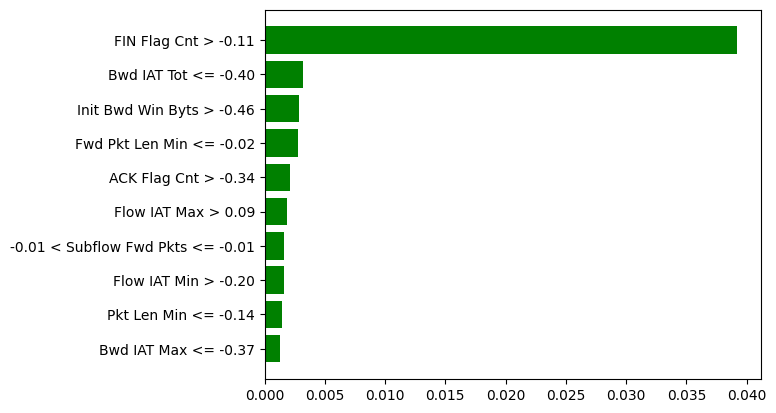 FIN Flag Cnt > -0.11
Bwd IAT Tot <= -0.40
Init Bwd Win Byts > -0.46
Fwd Pkt Len Min <= -0.02
ACK Flag Cnt > -0.34
Flow IAT Max > 0.09
-0.01 < Subflow Fwd Pkts <= -0.01
Flow IAT Min > -0.20
Pkt Len Min <= -0.14
Bwd IAT Max <= -0.37
0.000 0.005 0.010 0.015 0.020 0.025 0.030 0.035 0.040